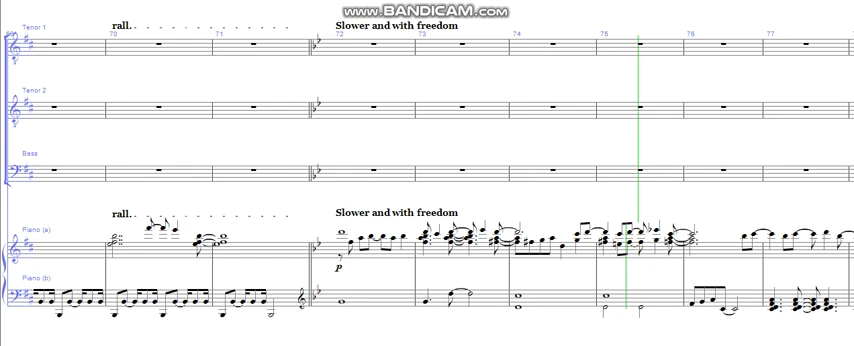 WWW.BANDICAM.COM
rall. Slower and with freedom
Tenor 1
70 71 72 73 74 75 76 77
Tenor 2
Bass
rall. Slower and with freedom
Piano (a)
p
Piano (b)